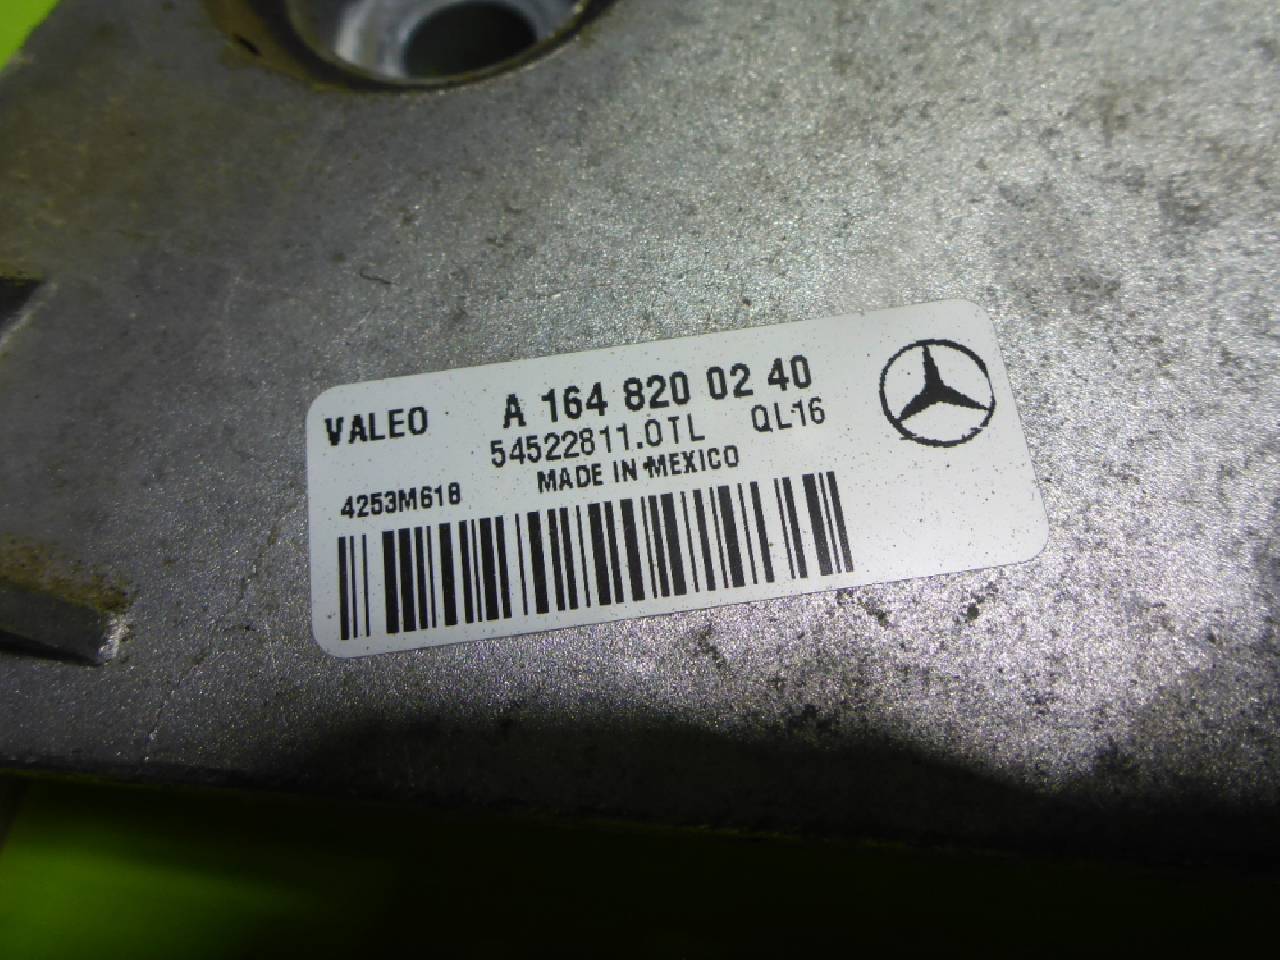 VALEO A 164 820 02 40
54522811.0TL QL16
MADE IN MEXICO
4253M618